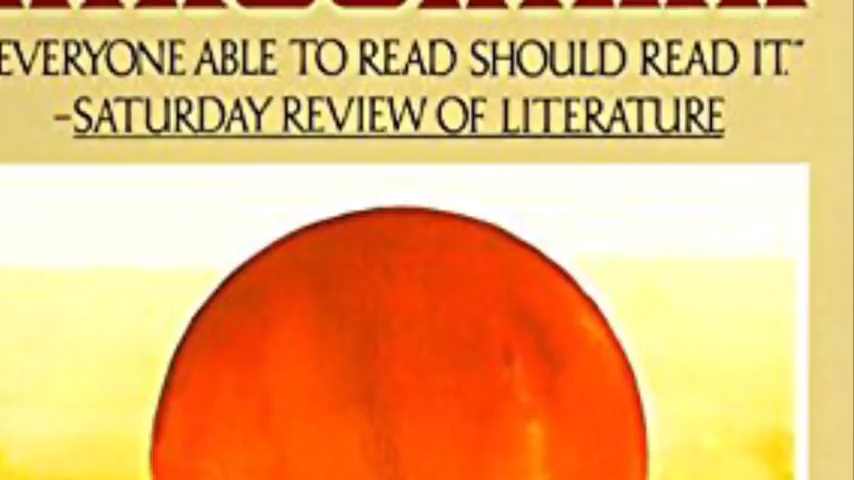 EVERYONE ABLE TO READ SHOULD READ IT."
–SATURDAY REVIEW OF LITERATURE